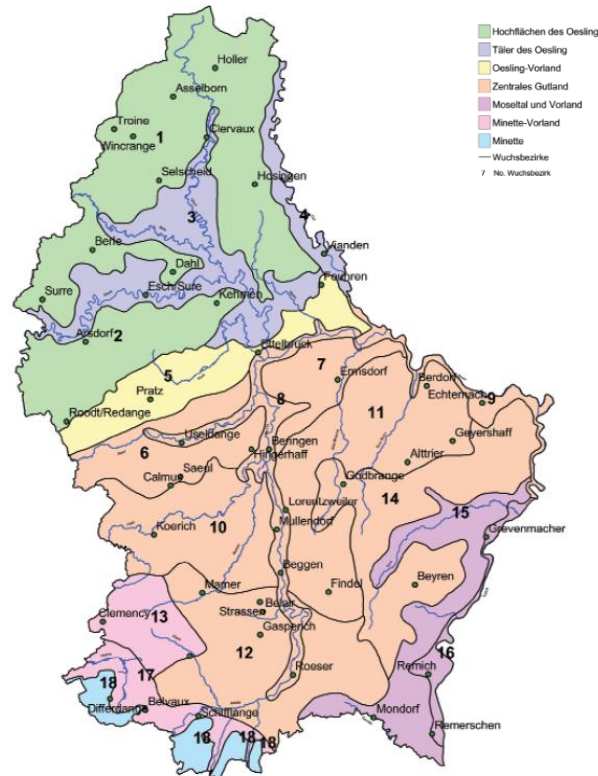 Hochflächen des Oesling
Täler des Oesling
Oesling-Vorland
Zentrales Gutland
Moseltal und Vorland
Minette-Vorland
Minette
Wuchsbezirke
7 No. Wuchsbezirk
Holler
Asselborn
Troine
Wincrange
1
Clervaux
Selscheid
Hosingen
3
4
Vianden
Berle
Dahl
Fouhren
Surre
Esch/Sure
Kehmen
2
Arsdorf
Ettelbruck
5
7
Ermsdorf
Pratz
8
Berdorf
Echternach
9
Roodt/Redange
11
6
Useldange
Beringen
Hingerhaff
Geyershaff
Saeul
Calmus
Altrier
Godbrange
14
Lorentzweiler
15
10
Mullendorf
Koerich
Grevenmacher
Beggen
Mamer
Findel
Beyren
Belair
Strassen
Clemency
13
Gasperich
12
16
17
Roeser
Remich
18
Differdange
Belvaux
Schifflange
Mondorf
18
18
18
Remerschen